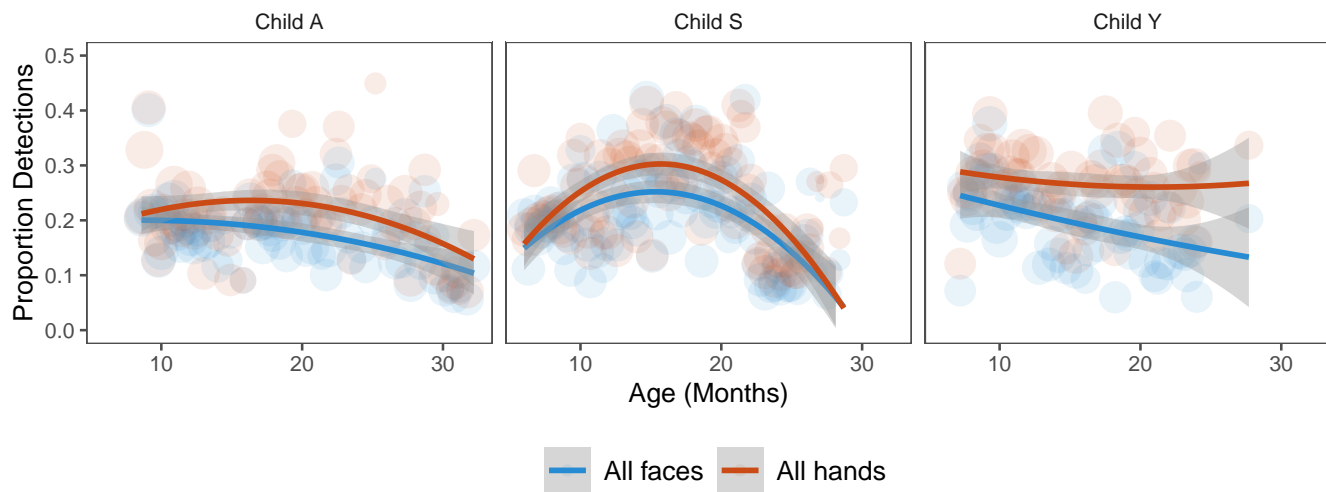 Child A
Child S
Child Y
Proportion Detections
0.5
0.4
0.3
0.2
0.1
0.0
10 20 30
10 20 30
10 20 30
Age (Months)
All faces All hands